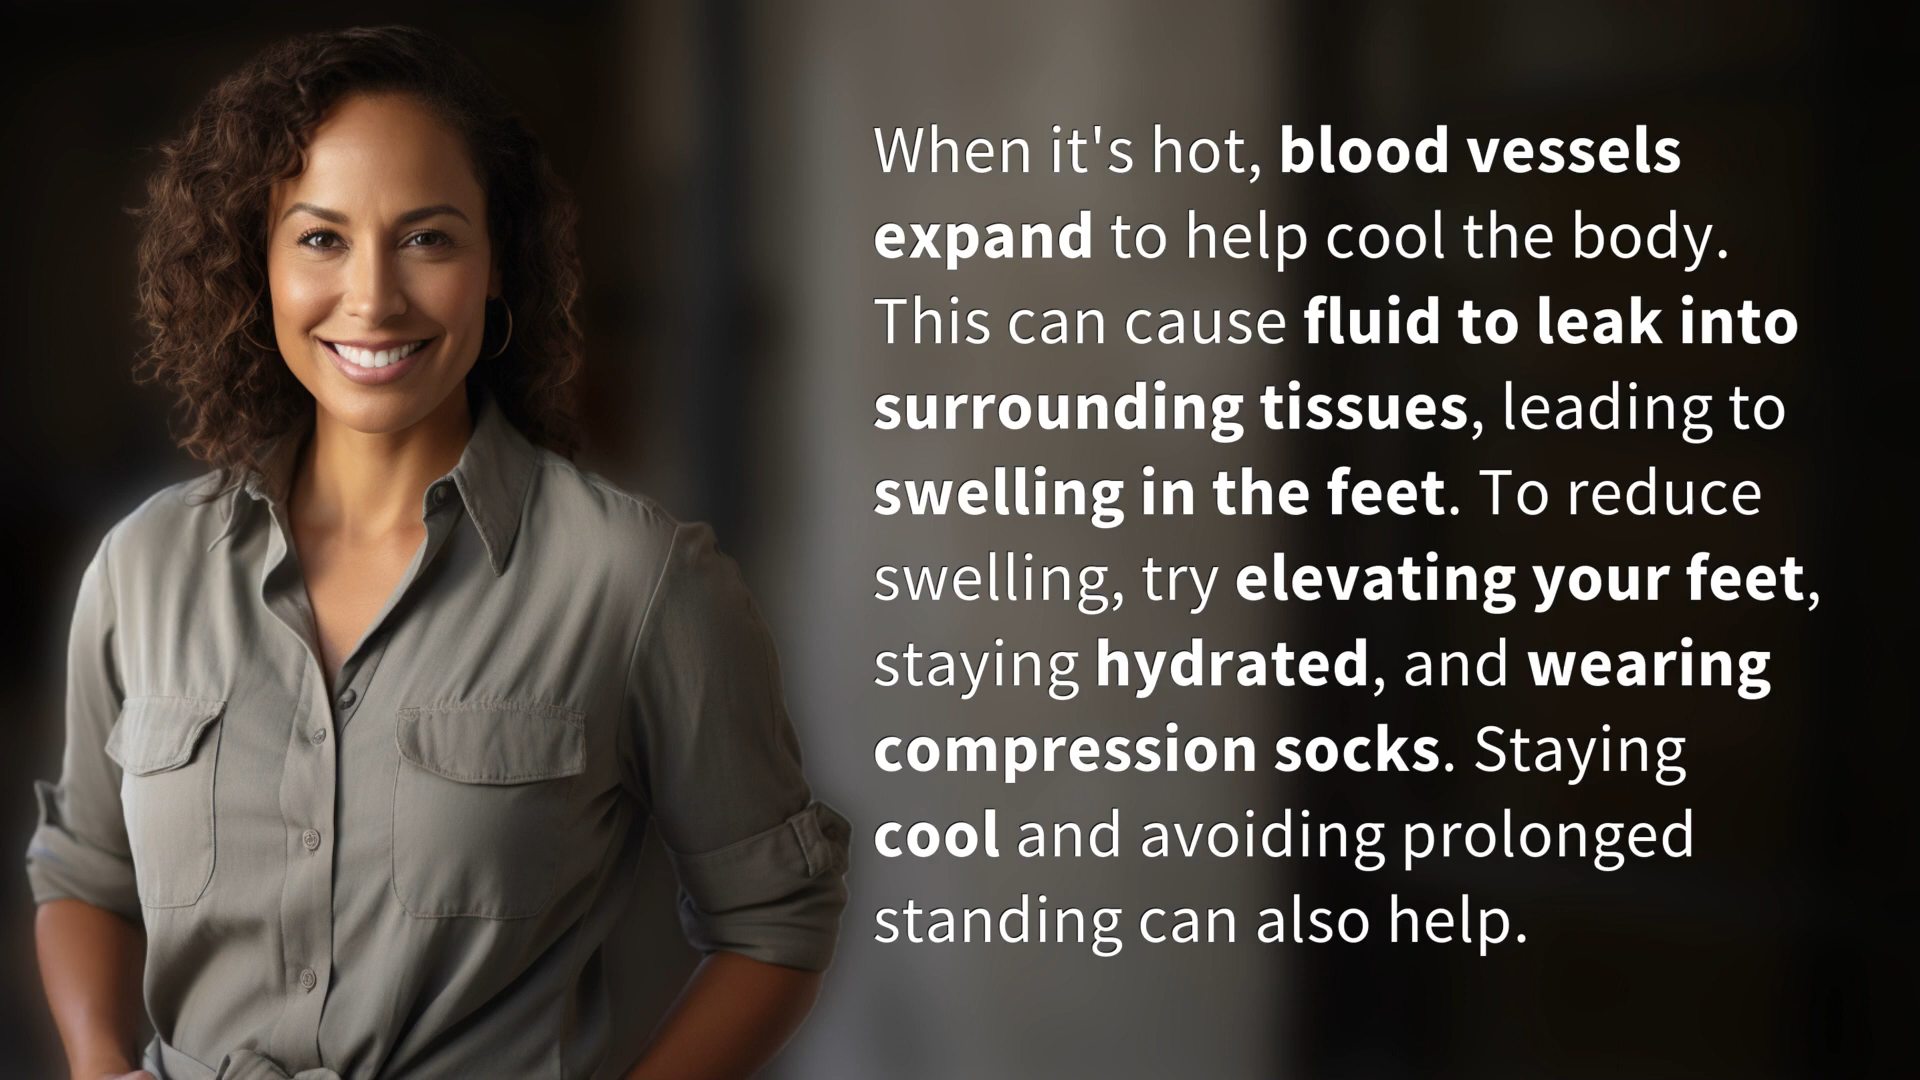 When it's hot, blood vessels
expand to help cool the body.
This can cause fluid to leak into
surrounding tissues, leading to
swelling in the feet. To reduce
swelling, try elevating your feet,
staying hydrated, and wearing
compression socks. Staying
cool and avoiding prolonged
standing can also help.